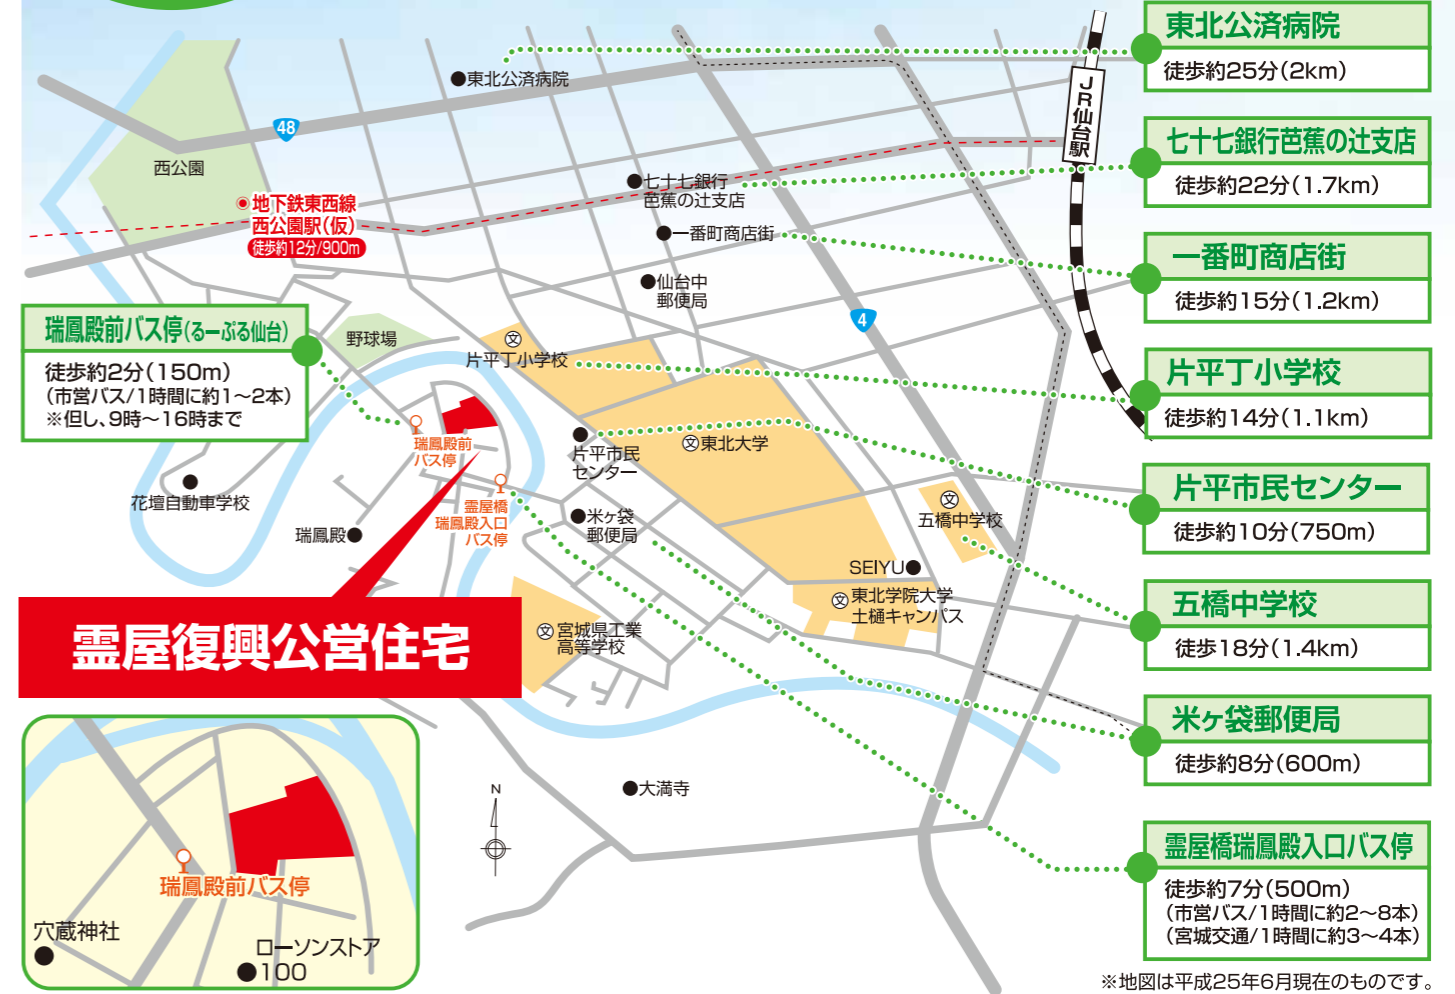 東北公済病院
48
西公園
地下鉄東西線
西公園駅(仮)
徒歩約12分/900m
七十七銀行
芭蕉の辻支店
一番町商店街
仙台中
郵便局
4
JR仙台駅
瑞鳳殿前バス停(るーぷる仙台)
徒歩約2分(150m)
(市営バス/1時間に約1〜2本)
※但し、9時〜16時まで
野球場
文
片平丁小学校
瑞鳳殿前
バス停
片平市民
センター
文東北大学
花壇自動車学校
瑞鳳殿
霊屋橋
瑞鳳殿入口
バス停
米ヶ袋
郵便局
文
五橋中学校
SEIYU
文東北学院大学
土樋キャンパス
文宮城県工業
高等学校
霊屋復興公営住宅
N
大満寺
瑞鳳殿前バス停
穴蔵神社
ローソンストア
100
東北公済病院
徒歩約25分(2km)
七十七銀行芭蕉の辻支店
徒歩約22分(1.7km)
一番町商店街
徒歩約15分(1.2km)
片平丁小学校
徒歩約14分(1.1km)
片平市民センター
徒歩約10分(750m)
五橋中学校
徒歩18分(1.4km)
米ヶ袋郵便局
徒歩約8分(600m)
霊屋橋瑞鳳殿入口バス停
徒歩約7分(500m)
(市営バス/1時間に約2〜8本)
(宮城交通/1時間に約3〜4本)
※地図は平成25年6月現在のものです。